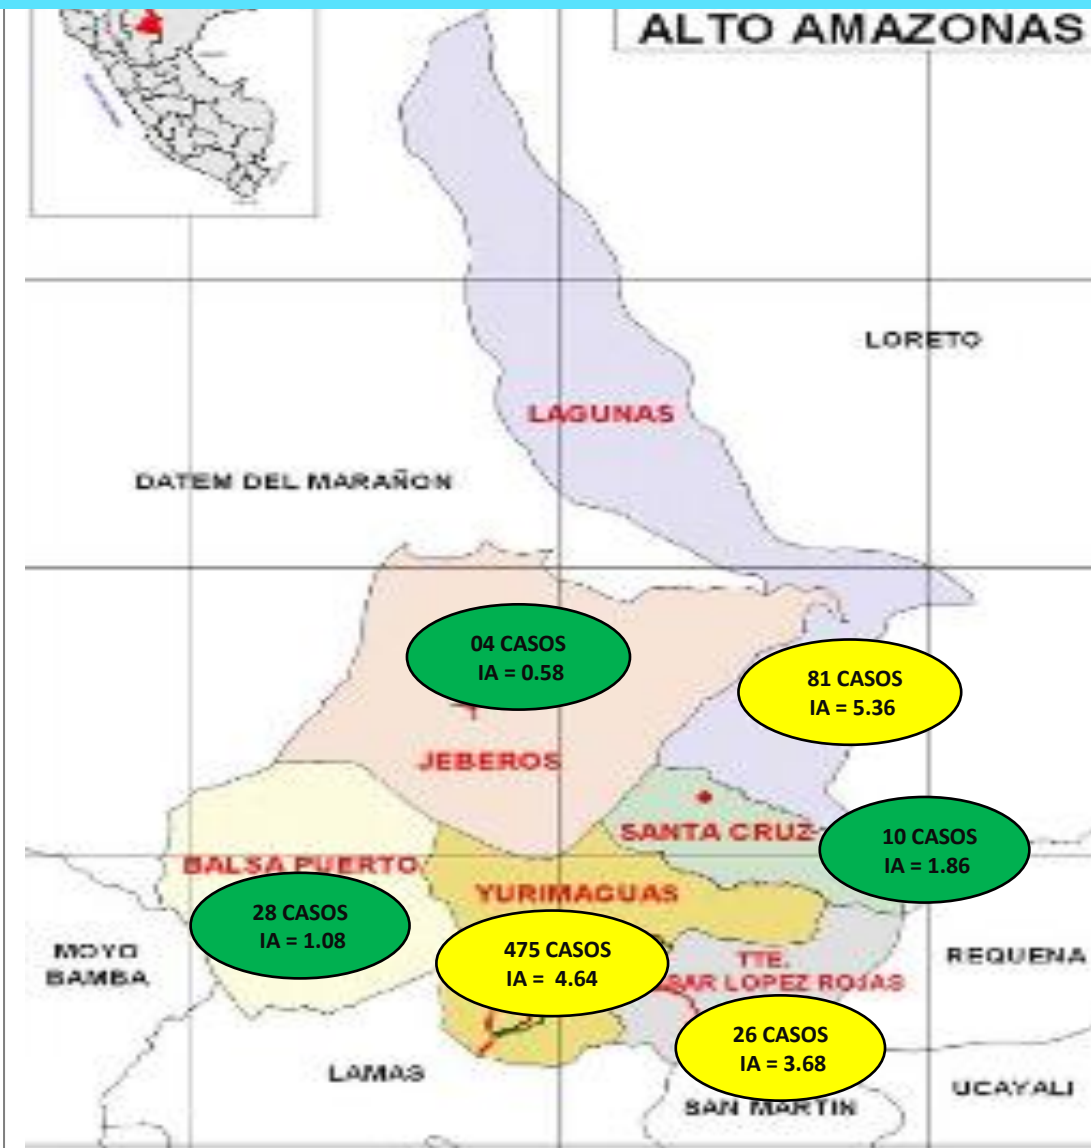 ALTO AMAZONAS
LORETO
LAGUNAS
DATEM DEL MARAÑON
04 CASOS
IA = 0.58
81 CASOS
IA = 5.36
JEBEROS
SANTA CRUZ
10 CASOS
IA = 1.86
BALSA PUERTO
YURIMAGUAS
28 CASOS
IA = 1.08
475 CASOS
IA = 4.64
MOYO
BAMBA
TTE.
SAR LOPEZ ROJAS
REQUENA
26 CASOS
IA = 3.68
LAMAS
SAN MARTIN
UCAYALI